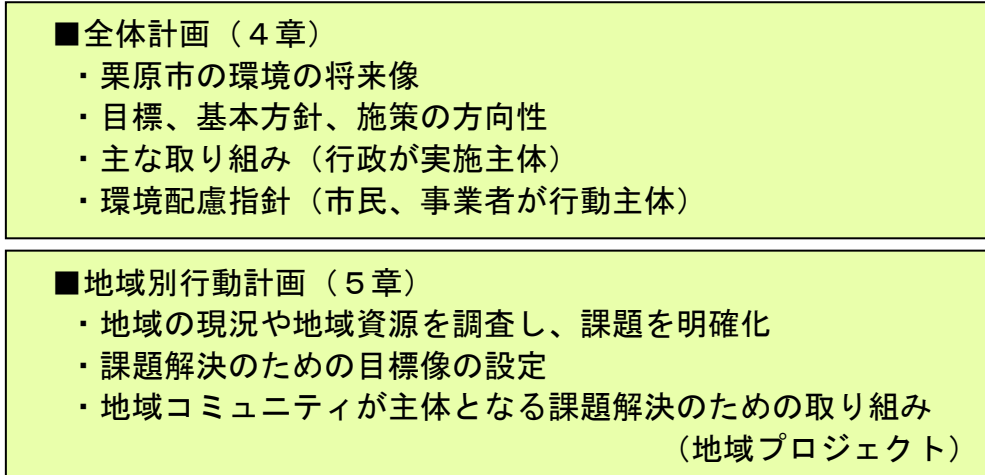 ■全体計画（４章）
・栗原市の環境の将来像
・目標、基本方針、施策の方向性
・主な取り組み（行政が実施主体）
・環境配慮指針（市民、事業者が行動主体）
■地域別行動計画（５章）
・地域の現況や地域資源を調査し、課題を明確化
・課題解決のための目標像の設定
・地域コミュニティが主体となる課題解決のための取り組み
（地域プロジェクト）